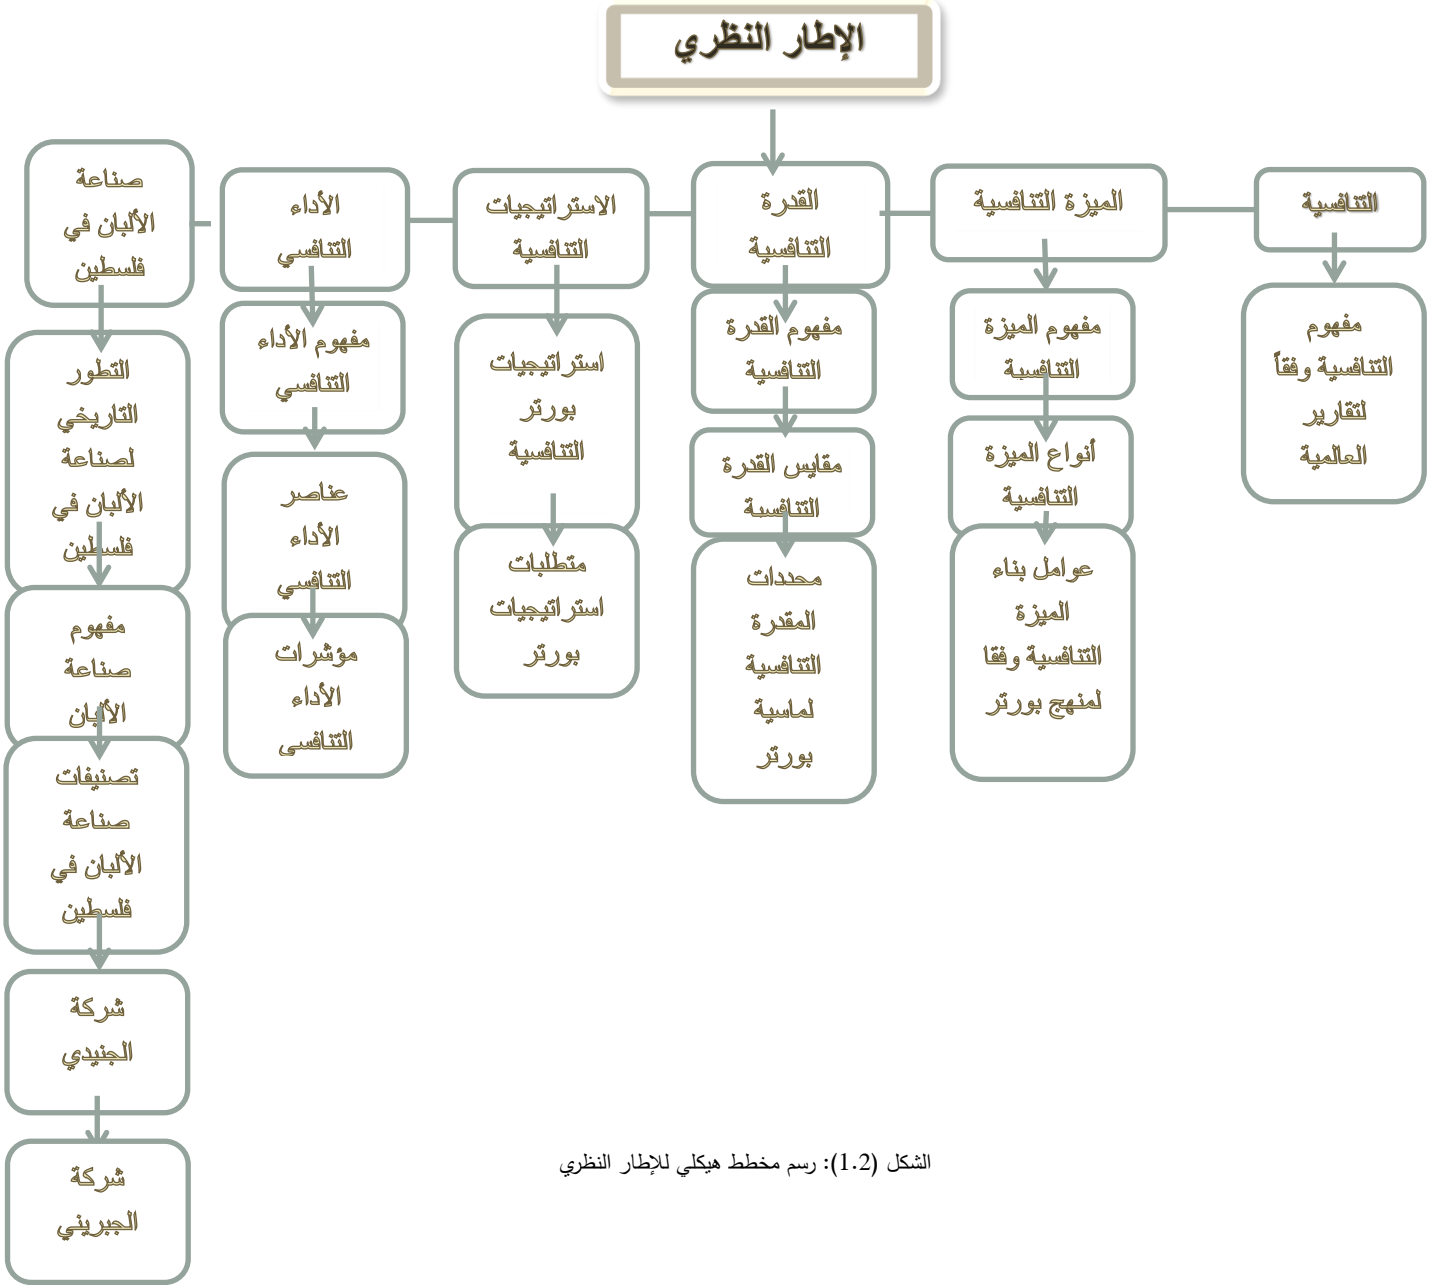 الإطار النظري
التنافسية
مفهوم
التنافسية وفقاً
لتقارير
العالمية
الميزة التنافسية
مفهوم الميزة
التنافسية
أنواع الميزة
التنافسية
عوامل بناء
الميزة
التنافسية وفقا
لمنهج بورتر
القدرة
التنافسية
مفهوم القدرة
التنافسية
مقايس القدرة
التنافسية
محددات
المقدرة
التنافسية
لماسية
بورتر
الاستراتيجيات
التنافسية
استراتيجيات
بورتر
التنافسية
متطلبات
استراتيجيات
بورتر
الأداء
التنافسي
مفهوم الأداء
التنافسي
عناصر
الأداء
التنافسي
مؤشرات
الأداء
التنافسي
صناعة
الألبان في
فلسطين
التطور
التاريخي
لصناعة
الألبان في
فلسطين
مفهوم
صناعة
الألبان
تصنيفات
صناعة
الألبان في
فلسطين
شركة
الجنيدي
شركة
الجبريني
الشكل (1.2): رسم مخطط هيكلي للإطار النظري